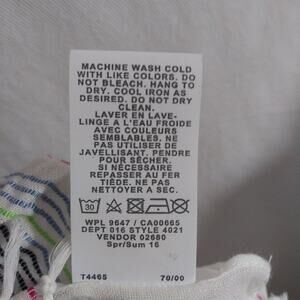 MACHINE WASH COLD
WITH LIKE COLORS. DO
NOT BLEACH. HANG TO
DRY. COOL IRON AS
DESIRED. DO NOT DRY
CLEAN.
LAVER EN LAVE-
LINGE A L'EAU FROIDE
AVEC COULEURS
SEMBLABLES. NE
PAS UTILISER DE
JAVELLISANT. PENDRE
POUR SÉCHER.
SI NÉCESSAIRE
REPASSER AU FER
TIÈDE. NE PAS
NETTOYER A SEC.
30
WPL 9647 / CA00665
DEPT 016 STYLE 4021
VENDOR 02680
Spr/Sum 16
T4465 70/00